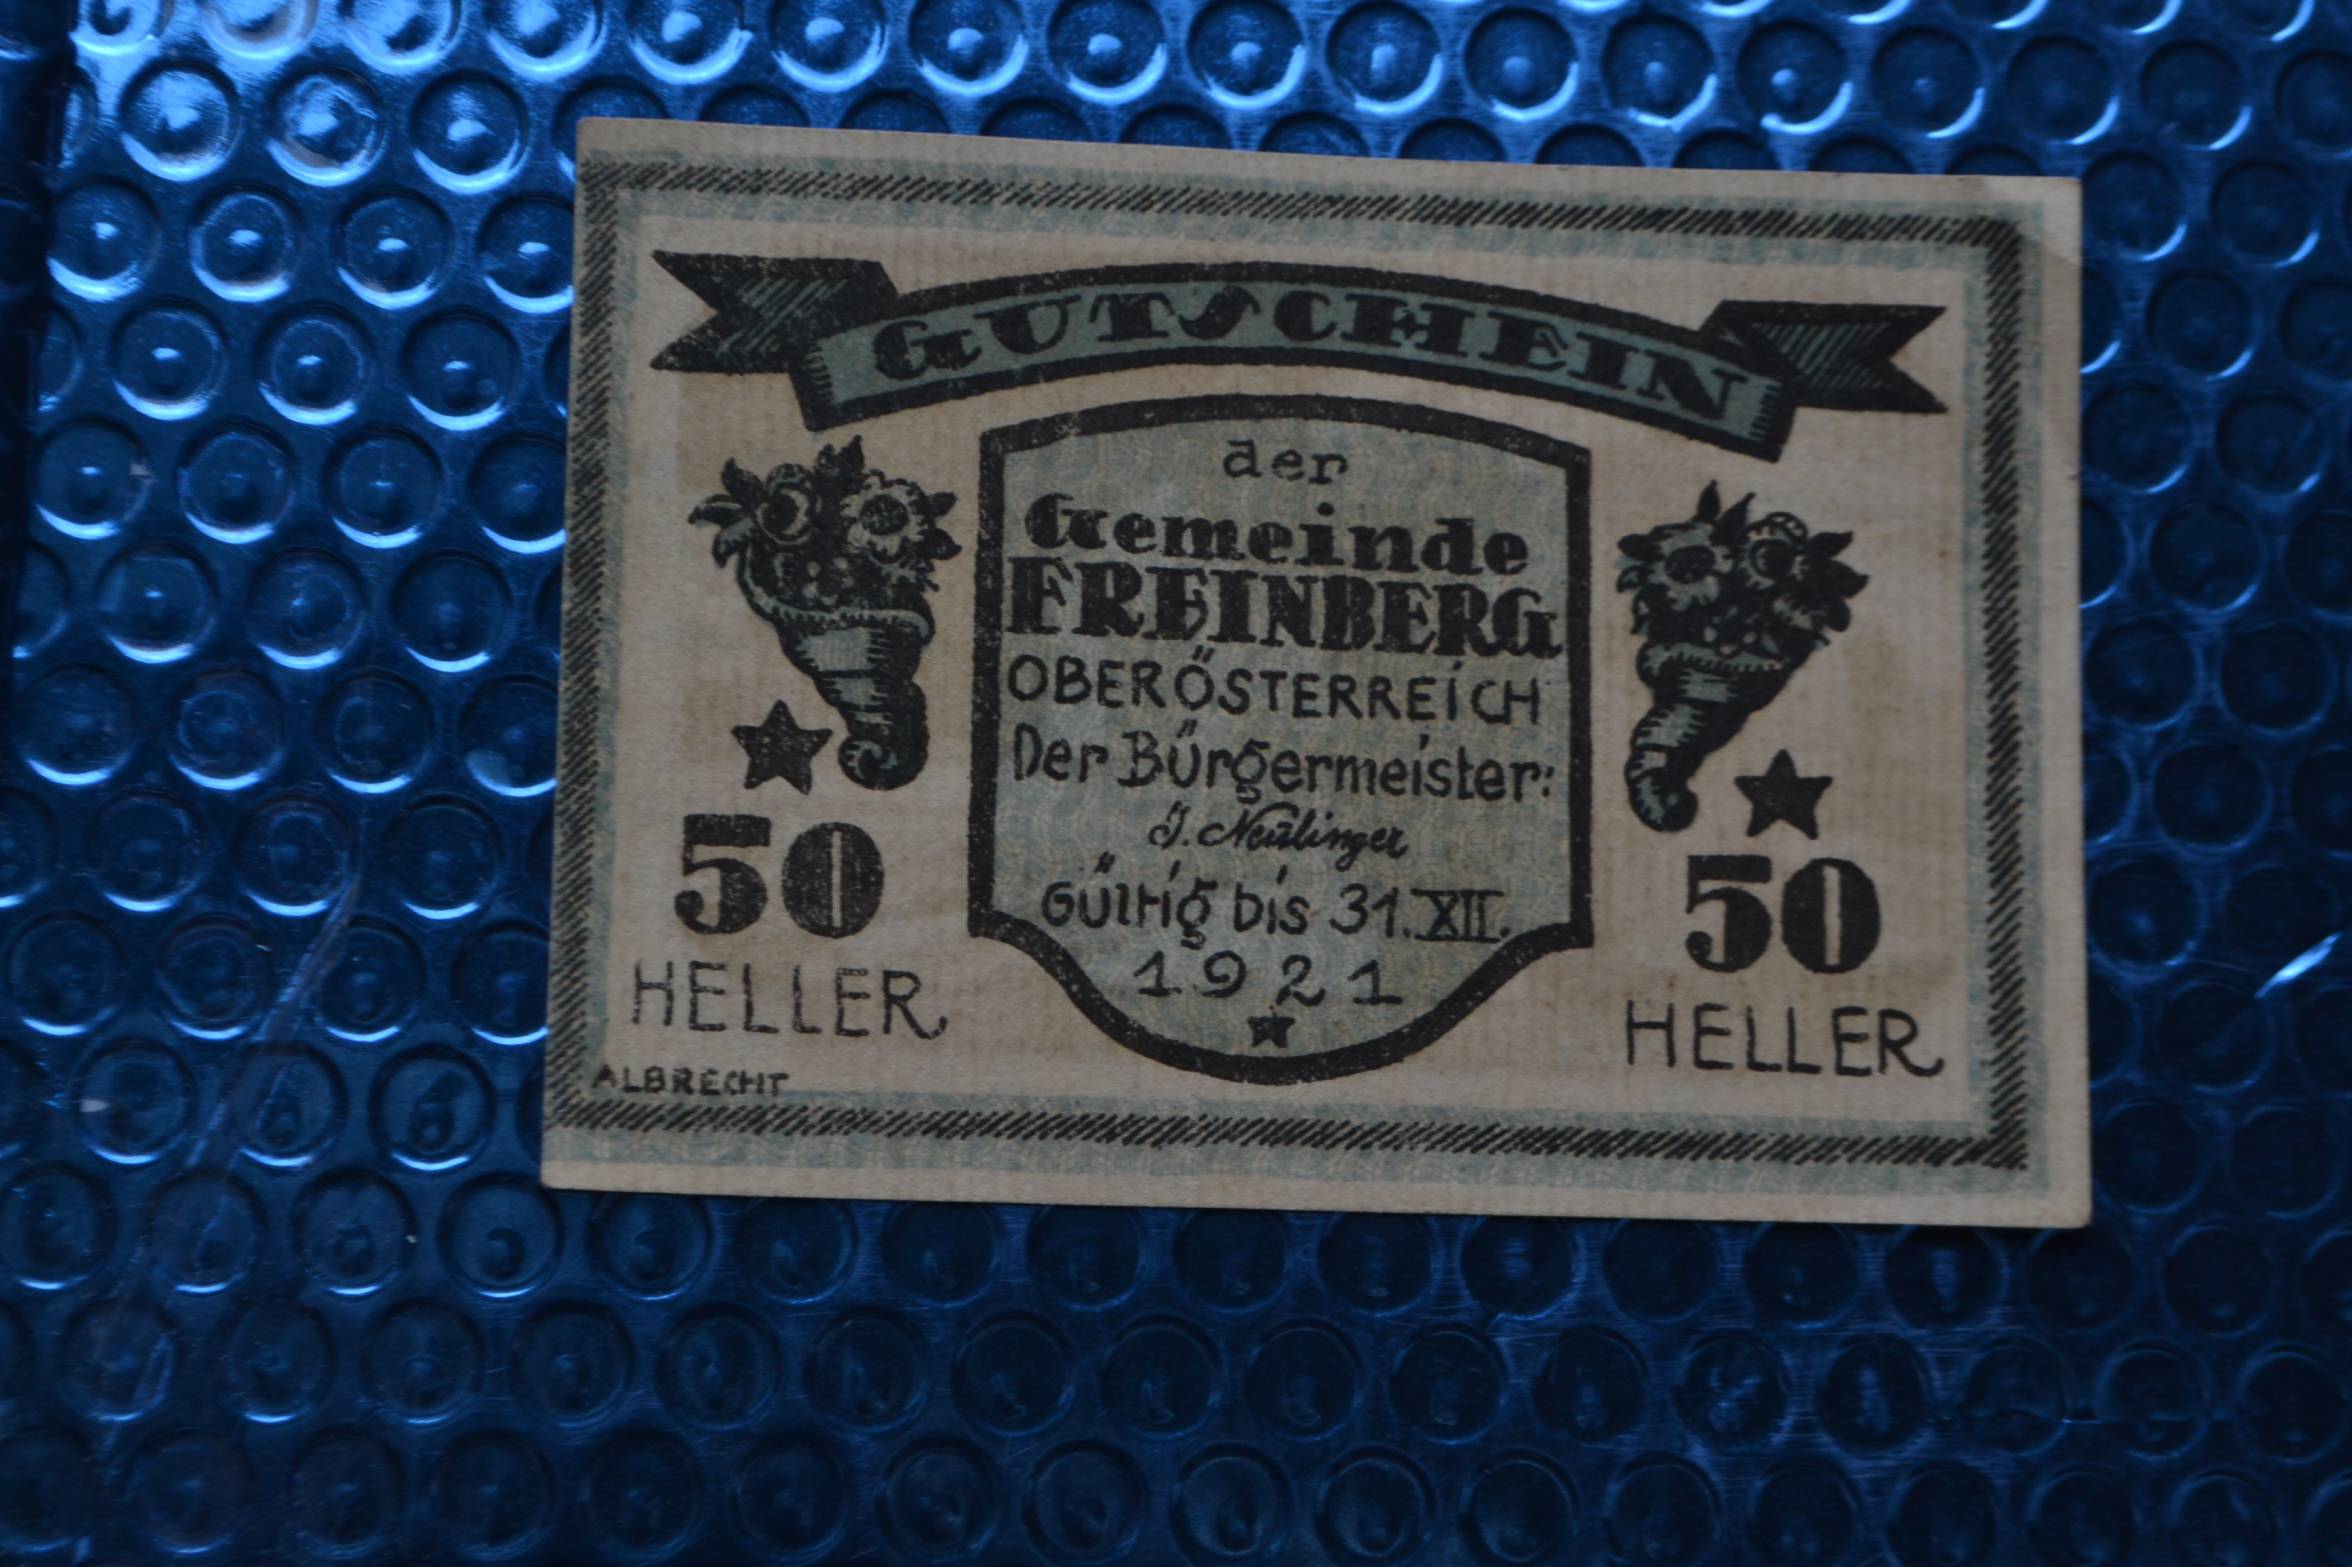 GUTSCHEIN
der
Gemeinde
FREINBERG
OBERÖSTERREICH
Der Bürgermeister:
J. Neulinger
Gültig bis 31. XII.
1921
50
HELLER
50
HELLER
ALBRECHT